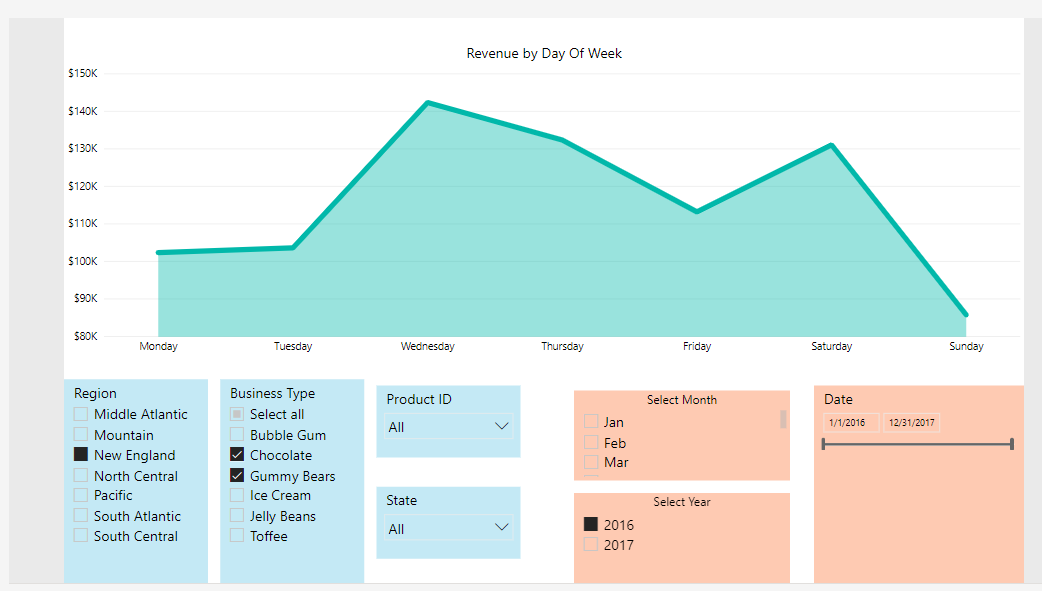 Revenue by Day Of Week
$150K
$140K
$130K
$120K
$110K
$100K
$90K
$80K
Monday Tuesday Wednesday Thursday Friday Saturday Sunday
Region
Middle Atlantic
Mountain
New England
North Central
Pacific
South Atlantic
South Central
Business Type
Select all
Bubble Gum
Chocolate
Gummy Bears
Ice Cream
Jelly Beans
Toffee
Product ID
All
State
All
Select Month
Jan
Feb
Mar
Select Year
2016
2017
Date
1/1/2016 12/31/2017